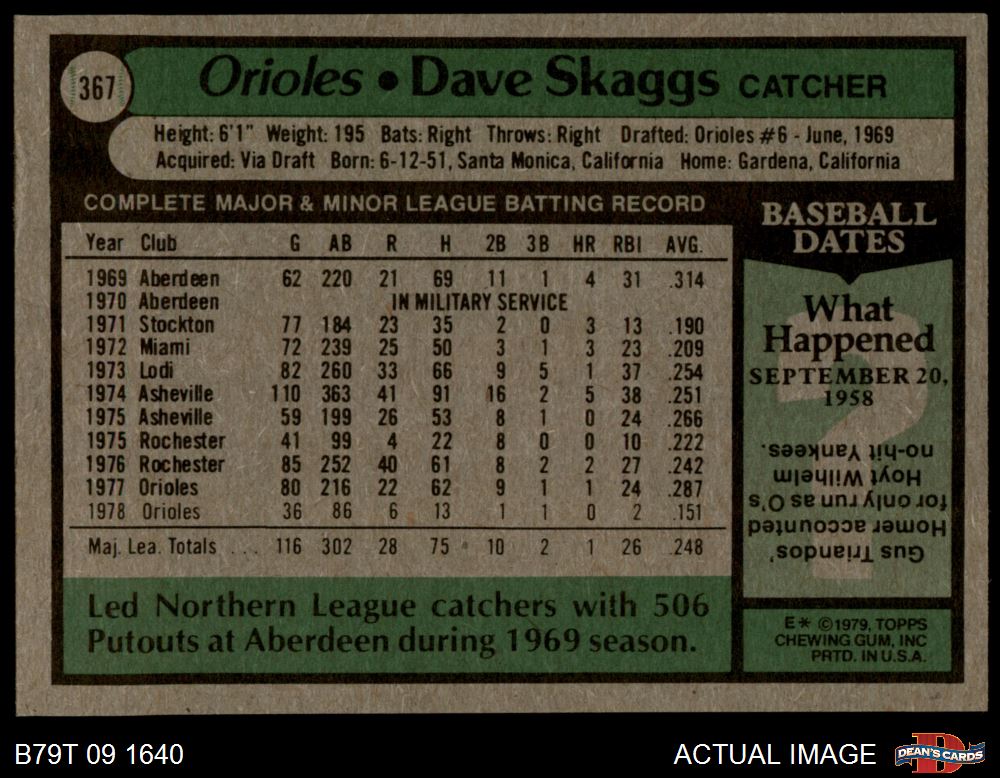 367
Orioles • Dave Skaggs CATCHER
Height: 6'1" Weight: 195 Bats: Right Throws: Right Drafted: Orioles #6 - June, 1969
Acquired: Via Draft Born: 6-12-51, Santa Monica, California Home: Gardena, California
COMPLETE MAJOR & MINOR LEAGUE BATTING RECORD
Year Club G AB R H 2B 3B HR RBI AVG.
1969 Aberdeen 62 220 21 69 11 1 4 31 .314
1970 Aberdeen IN MILITARY SERVICE
1971 Stockton 77 184 23 35 2 0 3 13 .190
1972 Miami 72 239 25 50 3 1 3 23 .209
1973 Lodi 82 260 33 66 9 5 1 37 .254
1974 Asheville 110 363 41 91 16 2 5 38 .251
1975 Asheville 59 199 26 53 8 1 0 24 .266
1975 Rochester 41 99 4 22 8 0 0 10 .222
1976 Rochester 85 252 40 61 8 2 2 27 .242
1977 Orioles 80 216 22 62 9 1 1 24 .287
1978 Orioles 36 86 6 13 1 1 0 2 .151
Maj. Lea. Totals ... 116 302 28 75 10 2 1 26 .248
Led Northern League catchers with 506
Putouts at Aberdeen during 1969 season.
BASEBALL
DATES
What
Happened
SEPTEMBER 20,
1958
Gus Triandos'
Homer accounted
for only run as O's
Hoyt Wilhelm
no-hit Yankees.
E* ©1979, TOPPS
CHEWING GUM, INC
PRTD. IN U.S.A.
B79T 09 1640
ACTUAL IMAGE
DEAN'S CARDS